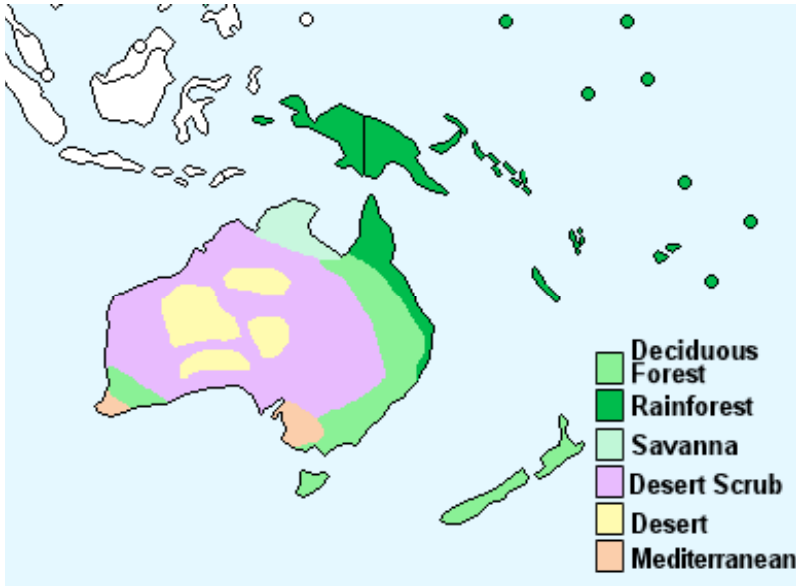 Deciduous
Forest
Rainforest
Savanna
Desert Scrub
Desert
Mediterranean